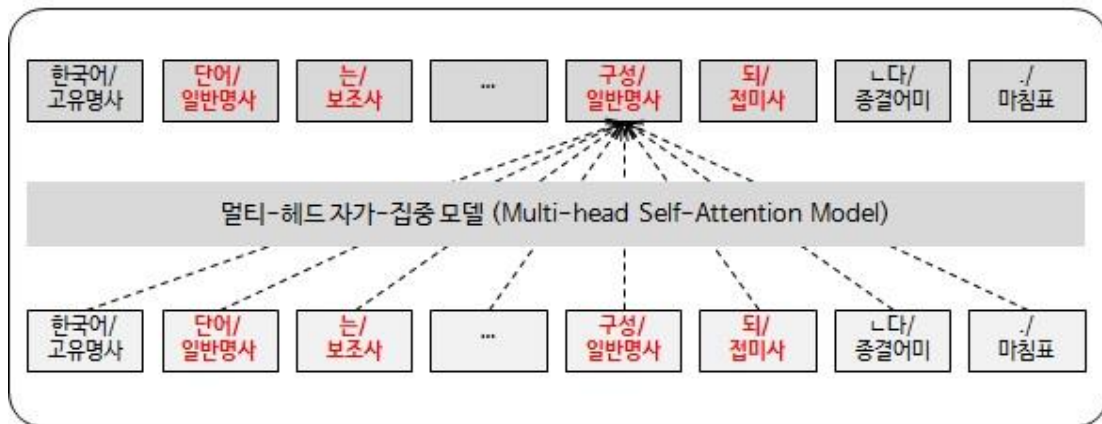 한국어/ 단어/ 는/ ... 구성/ 되/ ㄴ다/ ./
고유명사 일반명사 보조사 일반명사 접미사 종결어미 마침표
멀티-헤드 자가-집중 모델 (Multi-head Self-Attention Model)
한국어/ 단어/ 는/ ... 구성/ 되/ ㄴ다/ ./
고유명사 일반명사 보조사 일반명사 접미사 종결어미 마침표